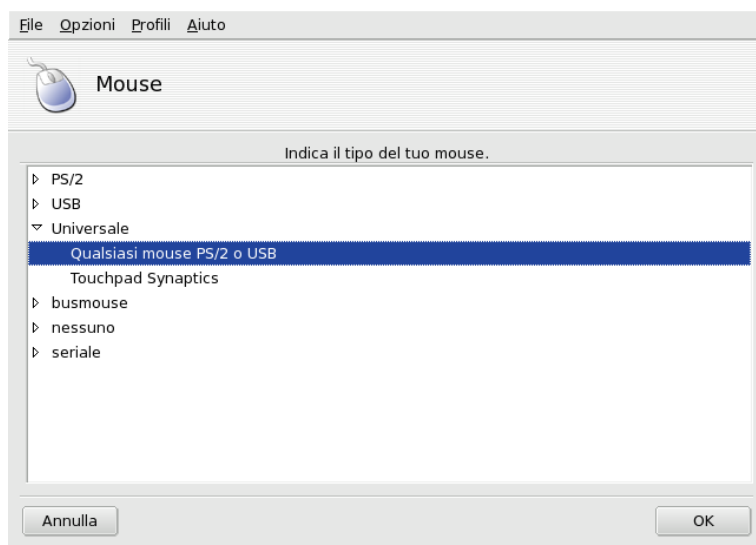 File Opzioni Profili Aiuto
Mouse
Indica il tipo del tuo mouse.
PS/2
USB
Universale
Qualsiasi mouse PS/2 o USB
Touchpad Synaptics
busmouse
nessuno
seriale
Annulla OK